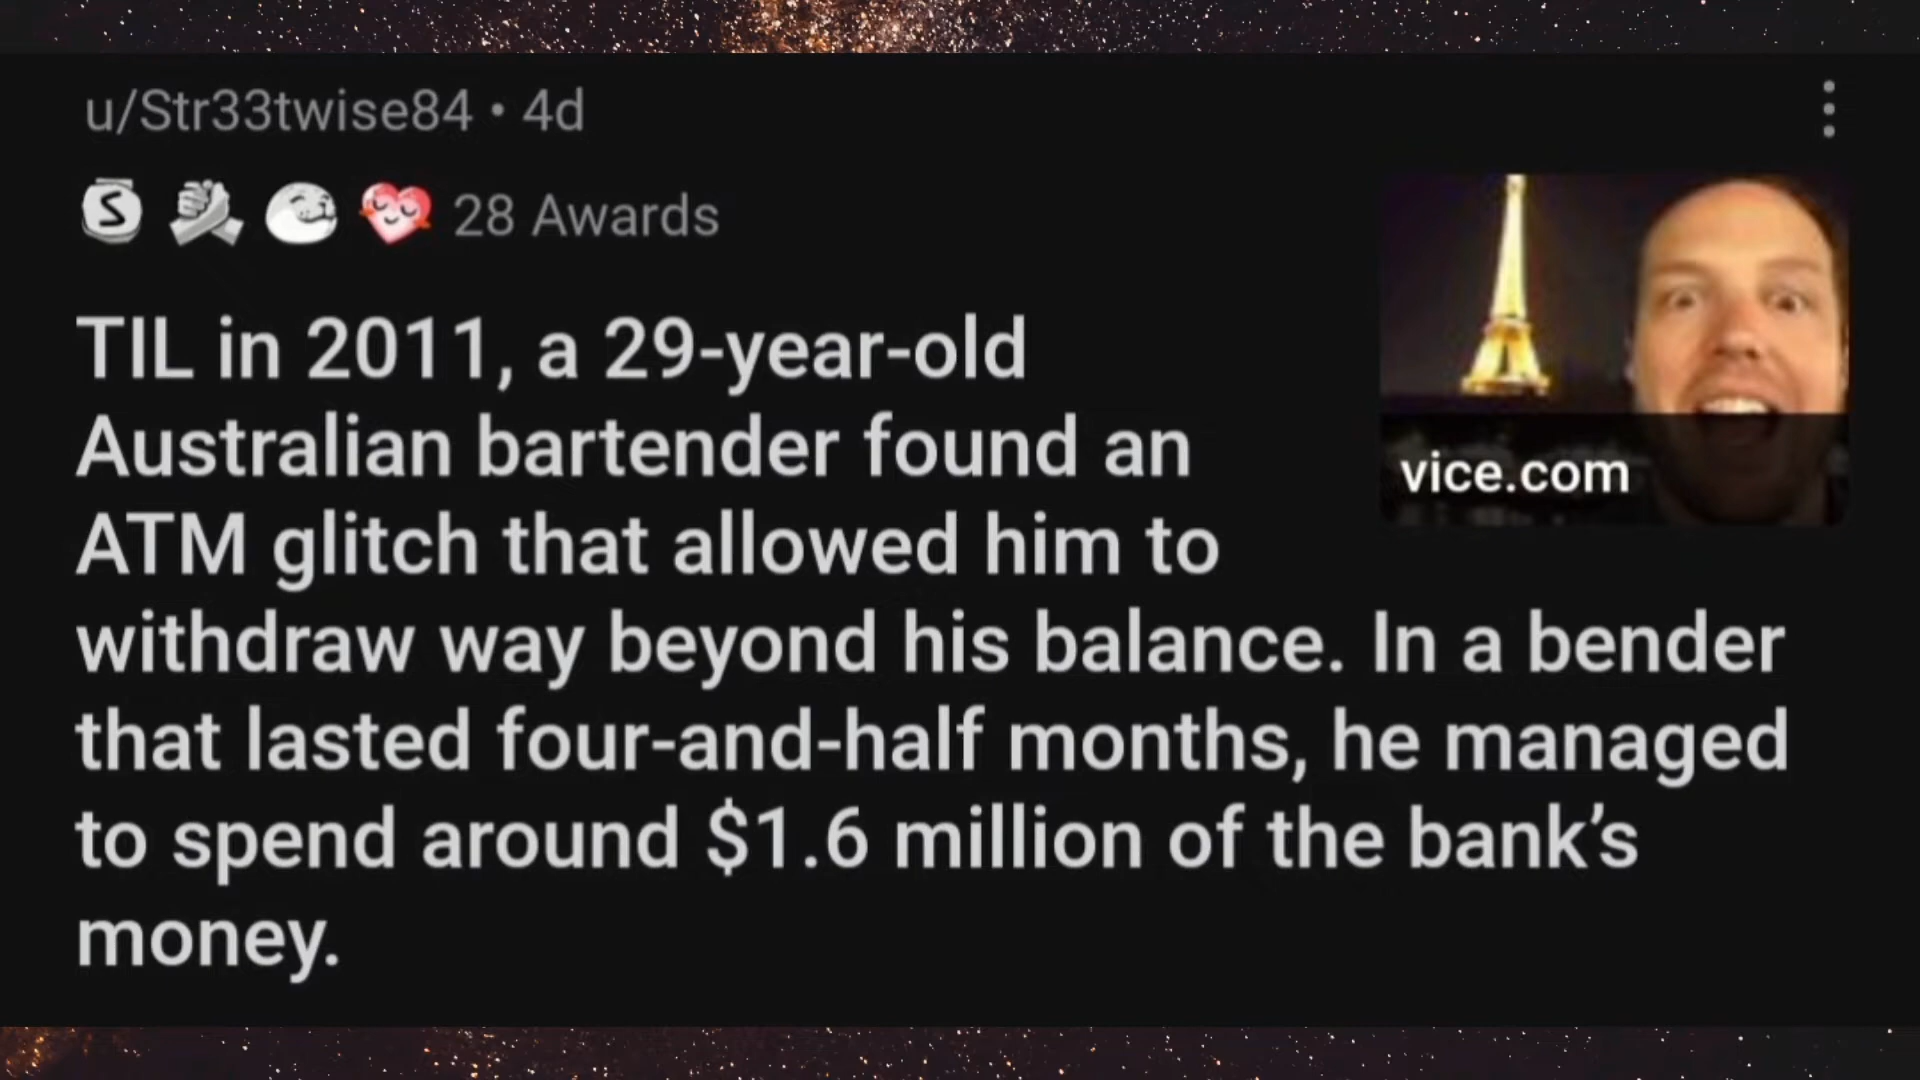 u/Str33twise84 • 4d
28 Awards
TIL in 2011, a 29-year-old
Australian bartender found an
ATM glitch that allowed him to
withdraw way beyond his balance. In a bender
that lasted four-and-half months, he managed
to spend around $1.6 million of the bank’s
money.
vice.com